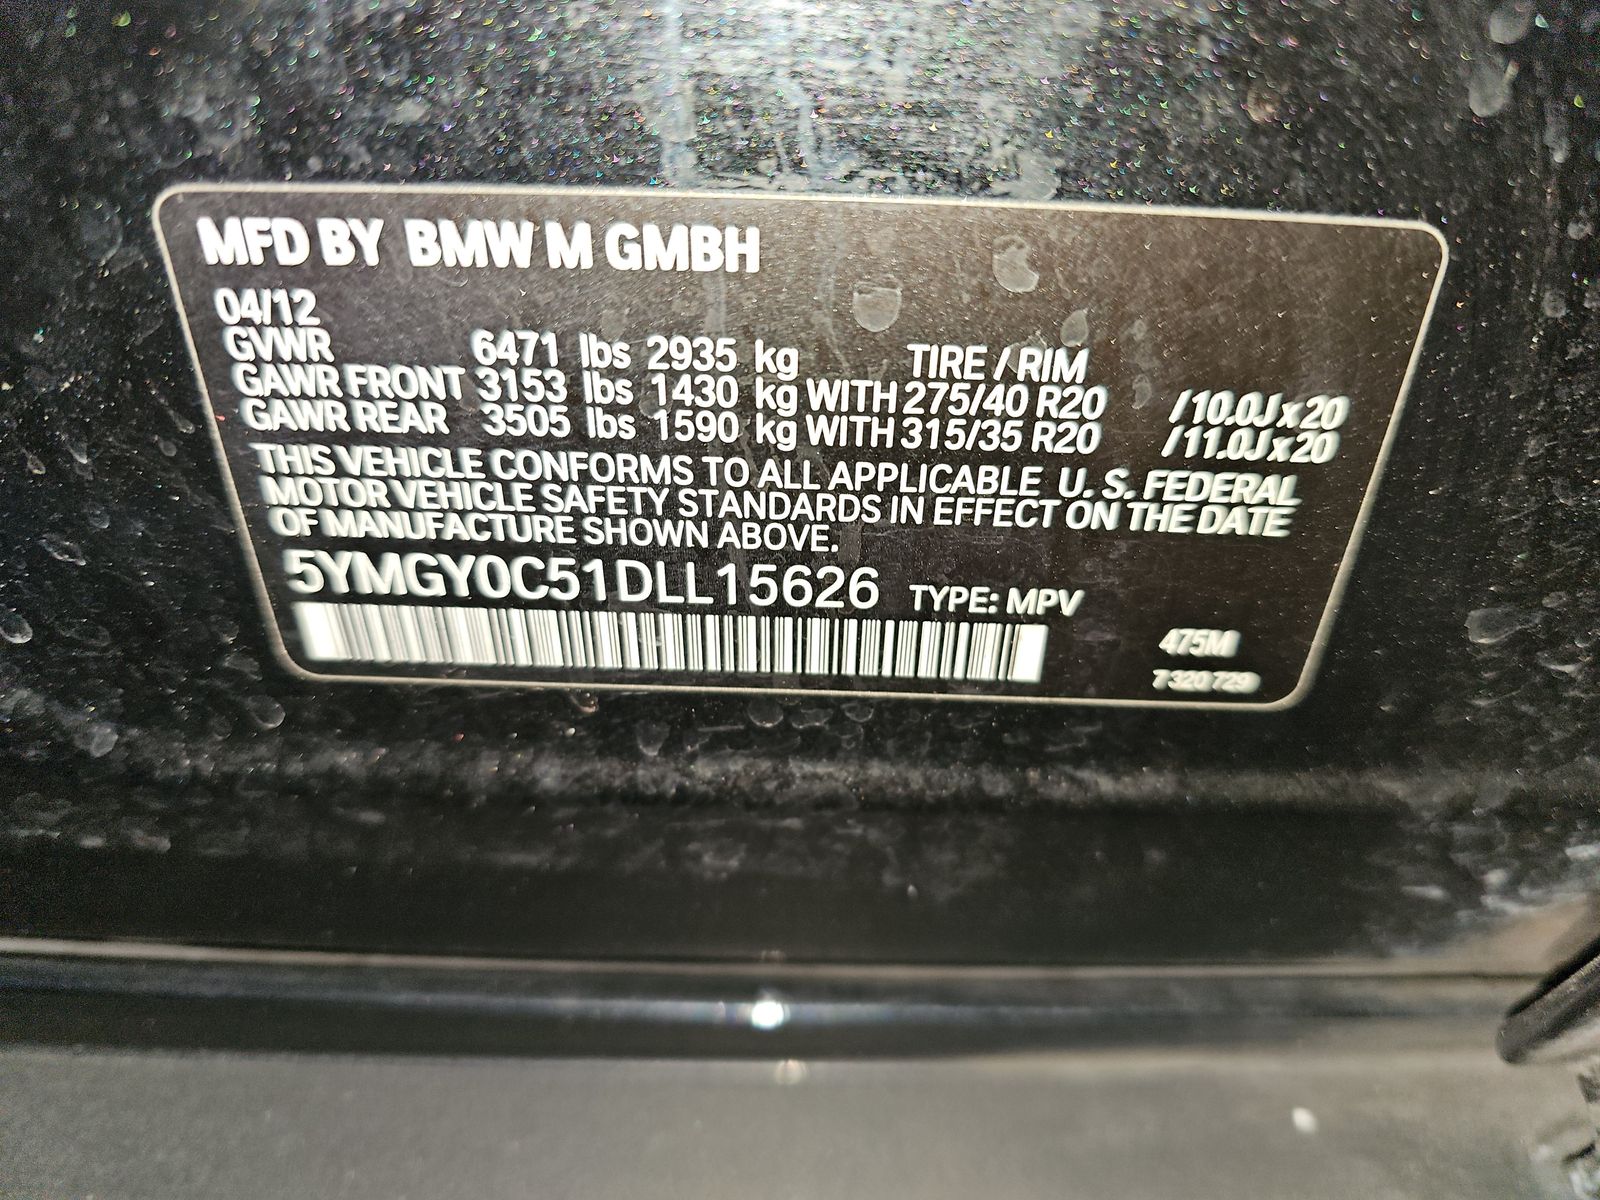 MFD BY BMW M GMBH
04/12
GVWR 6471 lbs 2935 kg TIRE / RIM
GAWR FRONT 3153 lbs 1430 kg WITH 275/40 R20 / 10.0J x 20
GAWR REAR 3505 lbs 1590 kg WITH 315/35 R20 / 11.0J x 20
THIS VEHICLE CONFORMS TO ALL APPLICABLE U. S. FEDERAL
MOTOR VEHICLE SAFETY STANDARDS IN EFFECT ON THE DATE
OF MANUFACTURE SHOWN ABOVE.
5YMGY0C51DLL15626 TYPE: MPV
475M
7 320 729